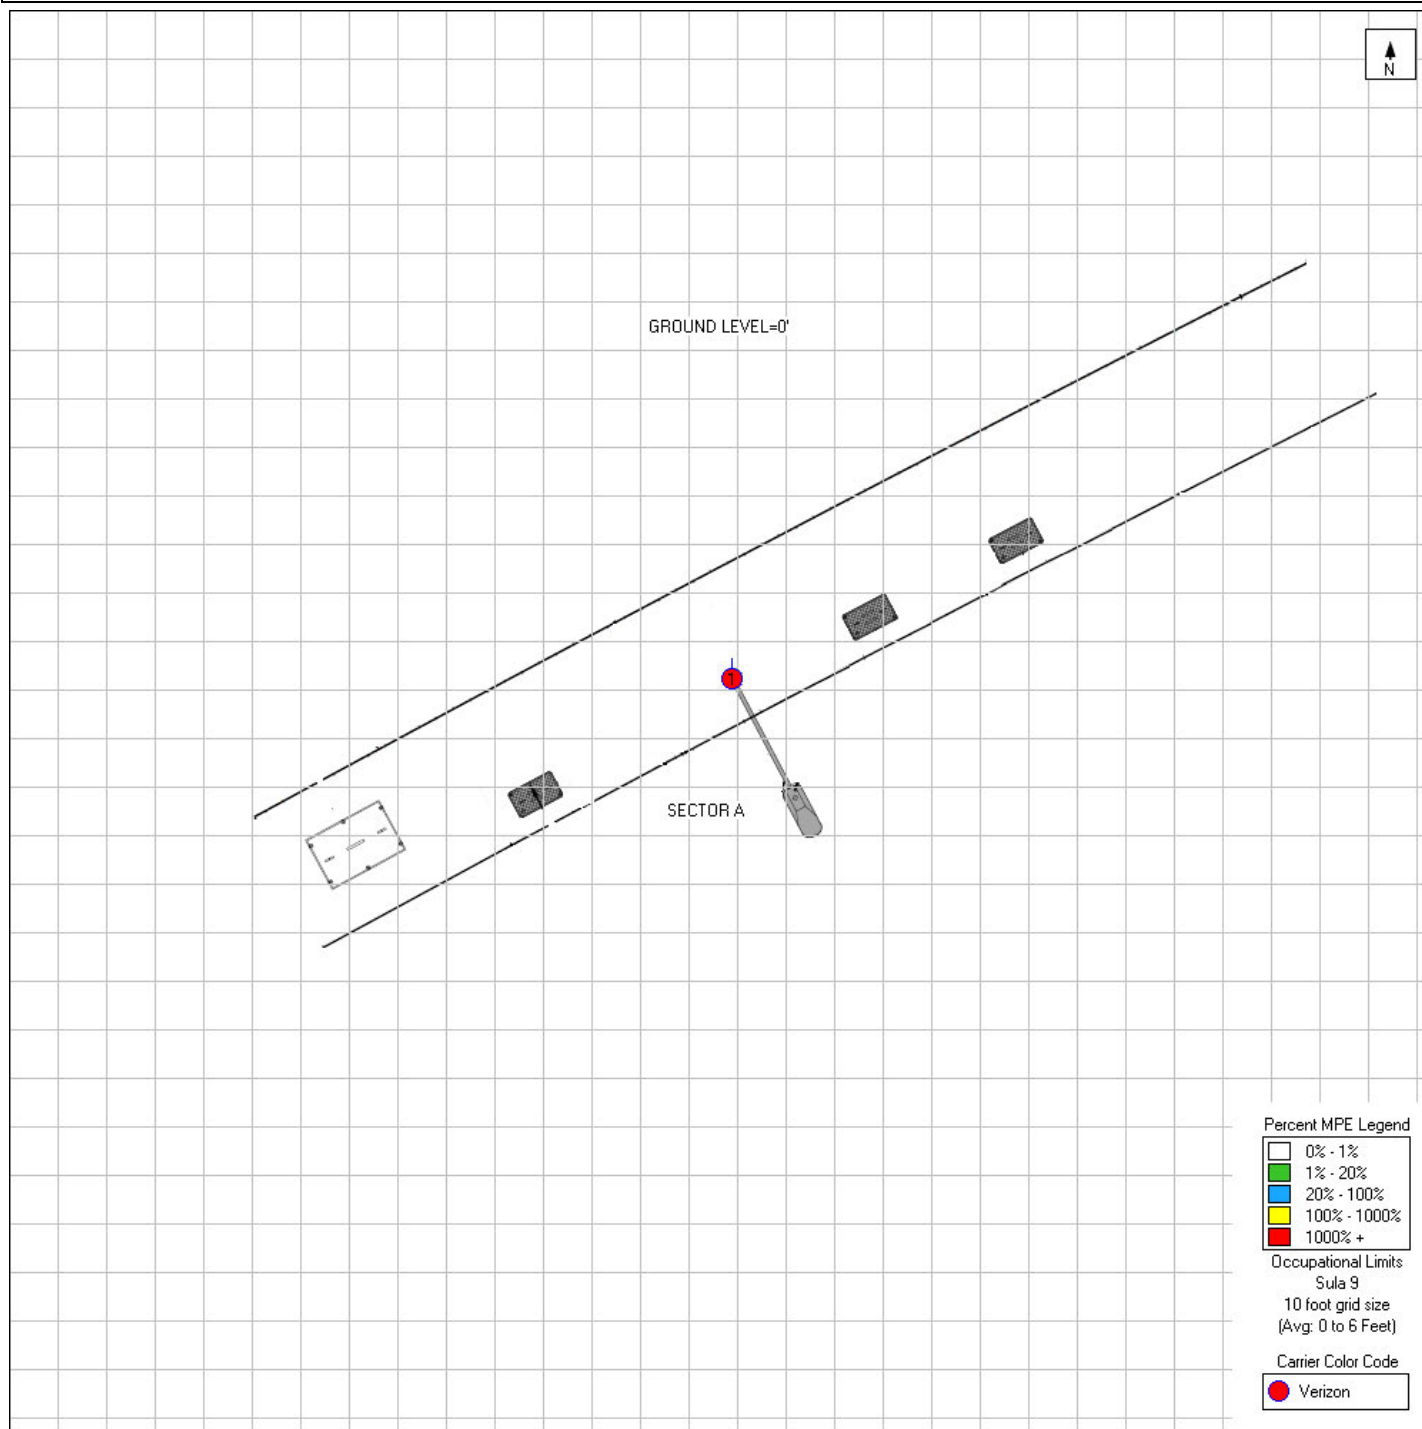 N
GROUND LEVEL=0'
1
SECTOR A
Percent MPE Legend
0% - 1%
1% - 20%
20% - 100%
100% - 1000%
1000% +
Occupational Limits
Sula 9
10 foot grid size
(Avg: 0 to 6 Feet)
Carrier Color Code
Verizon